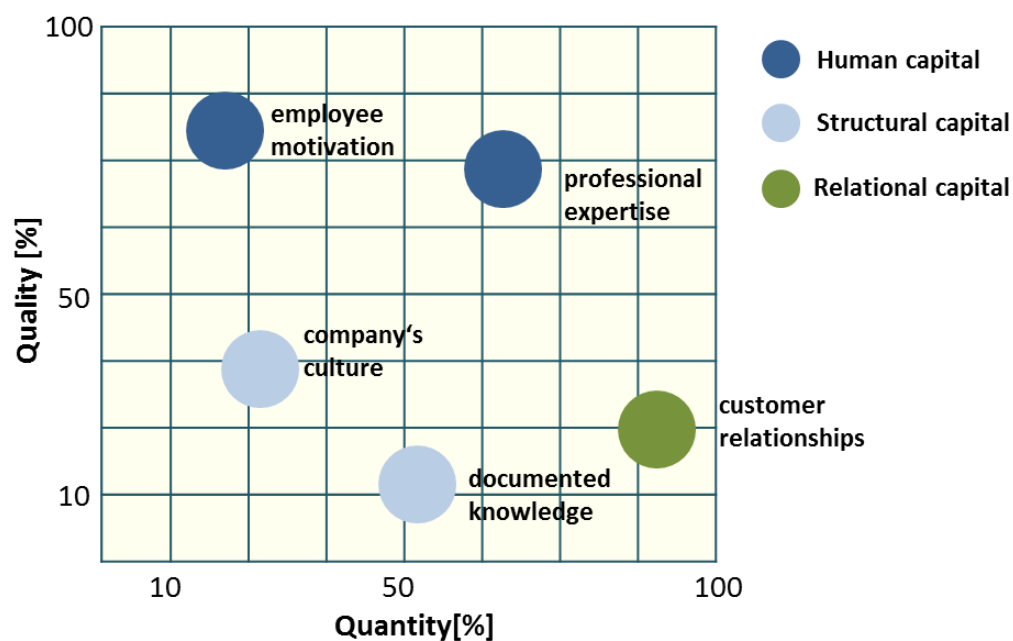 100
Human capital
employee
motivation
Structural capital
professional
expertise
Relational capital
Quality [%]
50
company‘s
culture
customer
relationships
10
documented
knowledge
10
50
100
Quantity[%]